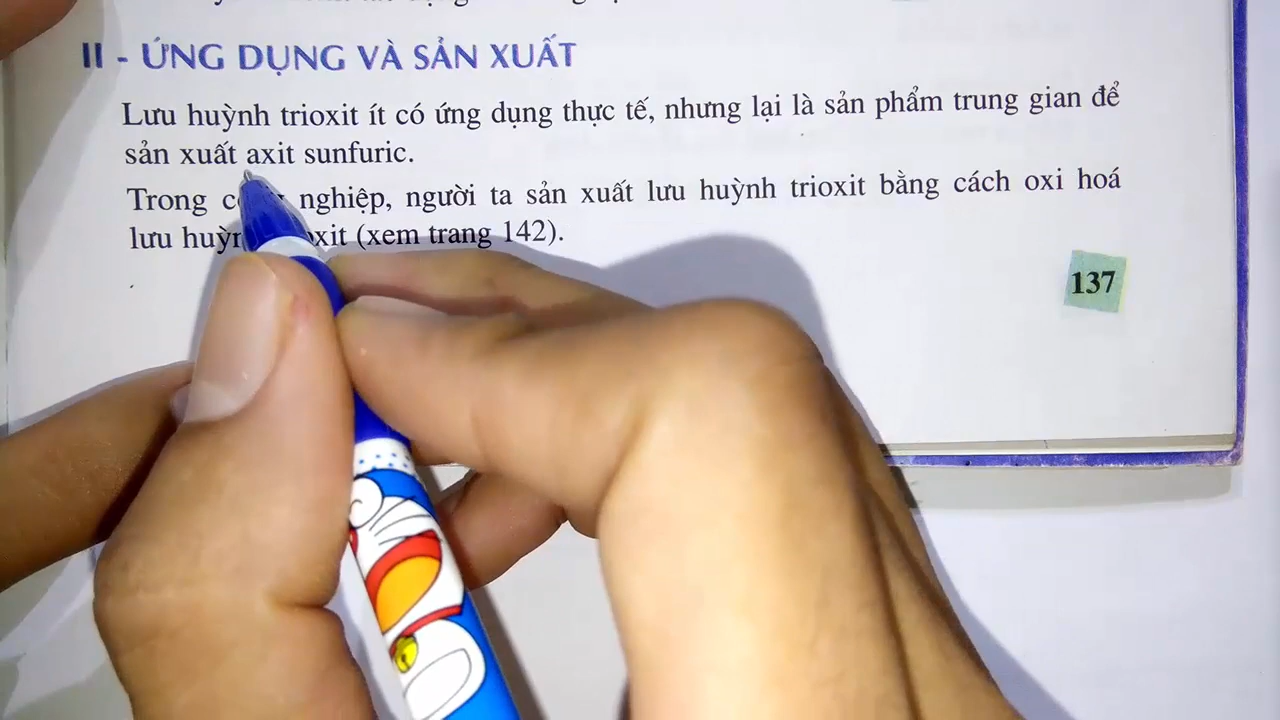 II - ỨNG DỤNG VÀ SẢN XUẤT
Lưu huỳnh trioxit ít có ứng dụng thực tế, nhưng lại là sản phẩm trung gian để
sản xuất axit sunfuric.
Trong nghiệp, người ta sản xuất lưu huỳnh trioxit bằng cách oxi hoá
lưu (xem trang 142).
137